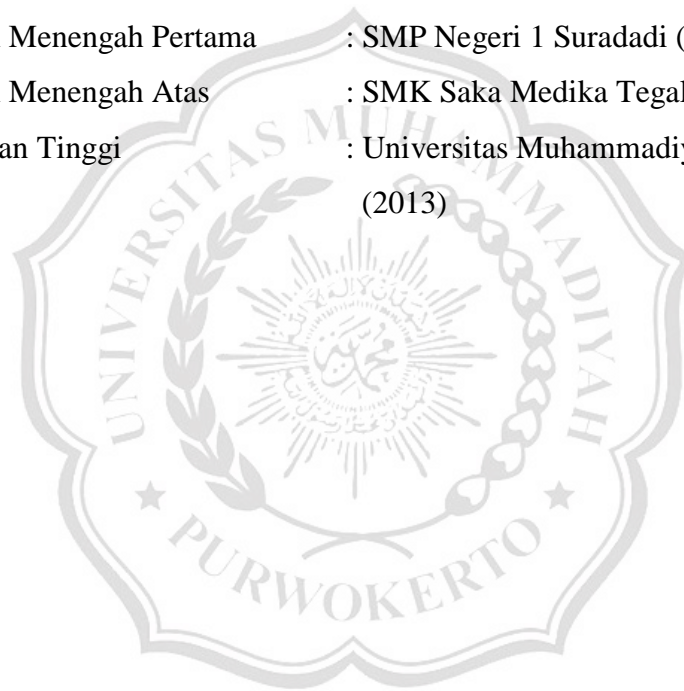 Menengah Pertama : SMP Negeri 1 Suradadi (
Menengah Atas : SMK Saka Medika Tegal
an Tinggi : Universitas Muhammadiy
(2013)
UNIVERSITAS MUHAMMADIYAH
PURWOKERTO